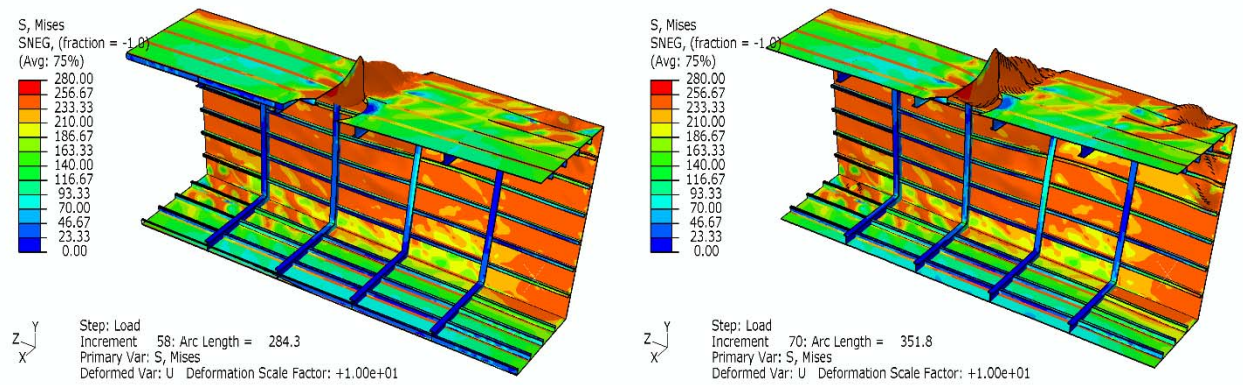 S, Mises
SNEG, (fraction = -1.0)
(Avg: 75%)
280.00
256.67
233.33
210.00
186.67
163.33
140.00
116.67
93.33
70.00
46.67
23.33
0.00
Y
Z
X
Step: Load
Increment 58: Arc Length = 284.3
Primary Var: S, Mises
Deformed Var: U Deformation Scale Factor: +1.00e+01
S, Mises
SNEG, (fraction = -1.0)
(Avg: 75%)
280.00
256.67
233.33
210.00
186.67
163.33
140.00
116.67
93.33
70.00
46.67
23.33
0.00
Y
Z
X
Step: Load
Increment 70: Arc Length = 351.8
Primary Var: S, Mises
Deformed Var: U Deformation Scale Factor: +1.00e+01